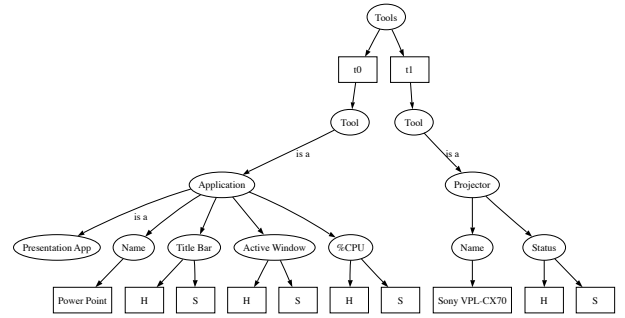 Tools
t0 t1
Tool Tool
is a is a
Application Projector
is a
Presentation App Name Title Bar Active Window %CPU Name Status
Power Point H S H S H S Sony VPL-CX70 H S